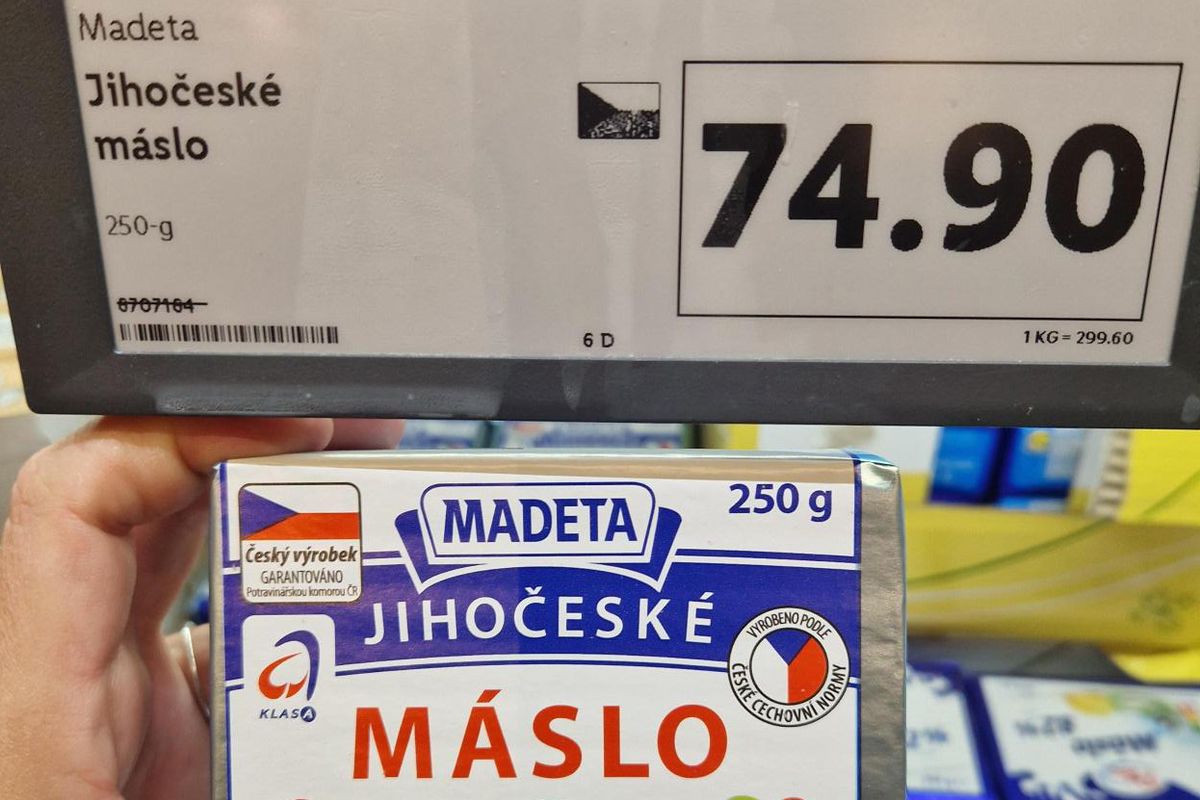 Madeta
Jihočeské
máslo
250-g
74.90
8707184
6 D
1 KG = 299.60
MADETA
250 g
Český výrobek
GARANTOVÁNO
Potravinářskou komorou ČR
JIHOČESKÉ
VYROBENO PODLE
ČESKÉ CECHOVNÍ NORMY
KLASA
MÁSLO